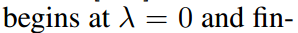 begins at λ = 0 and fin-